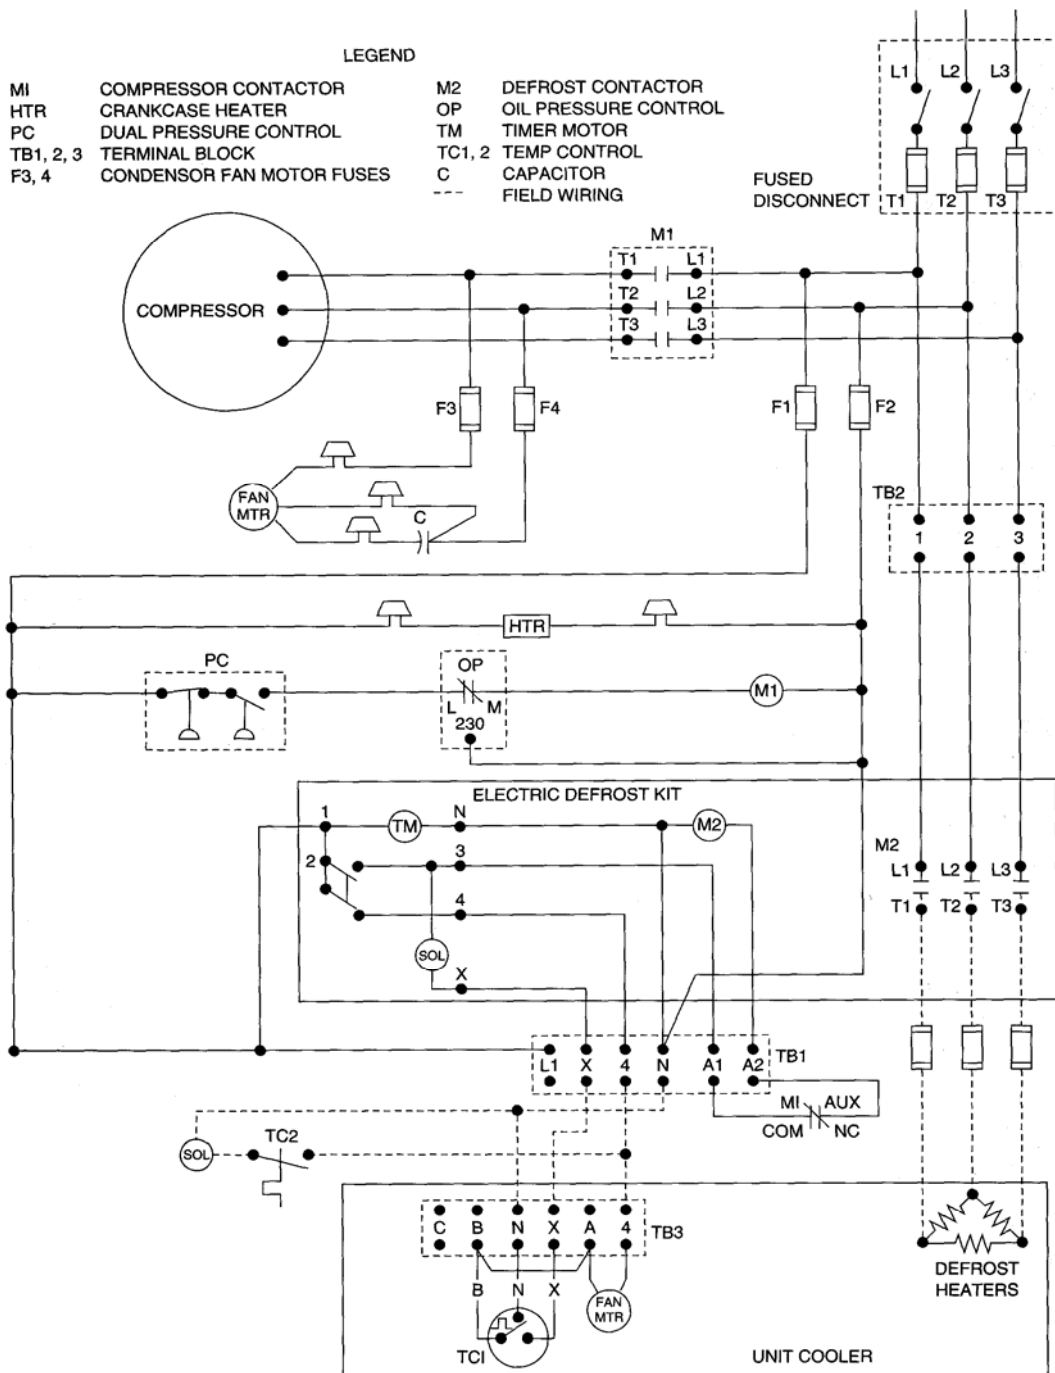 LEGEND
MI COMPRESSOR CONTACTOR
HTR CRANKCASE HEATER
PC DUAL PRESSURE CONTROL
TB1, 2, 3 TERMINAL BLOCK
F3, 4 CONDENSOR FAN MOTOR FUSES
M2 DEFROST CONTACTOR
OP OIL PRESSURE CONTROL
TM TIMER MOTOR
TC1, 2 TEMP CONTROL
C CAPACITOR
--- FIELD WIRING
L1 L2 L3
FUSED
DISCONNECT
T1 T2 T3
M1
T1 L1
T2 L2
T3 L3
COMPRESSOR
F3 F4 F1 F2
FAN
MTR
C
TB2
1 2 3
HTR
PC
OP
L M
230
M1
ELECTRIC DEFROST KIT
1 TM N M2
2 3
4
SOL
X
M2
L1 L2 L3
T1 T2 T3
L1 X 4 N A1 A2 TB1
MI AUX
COM NC
SOL
TC2
C B N X A 4 TB3
B N X
FAN
MTR
TCI
DEFROST
HEATERS
UNIT COOLER